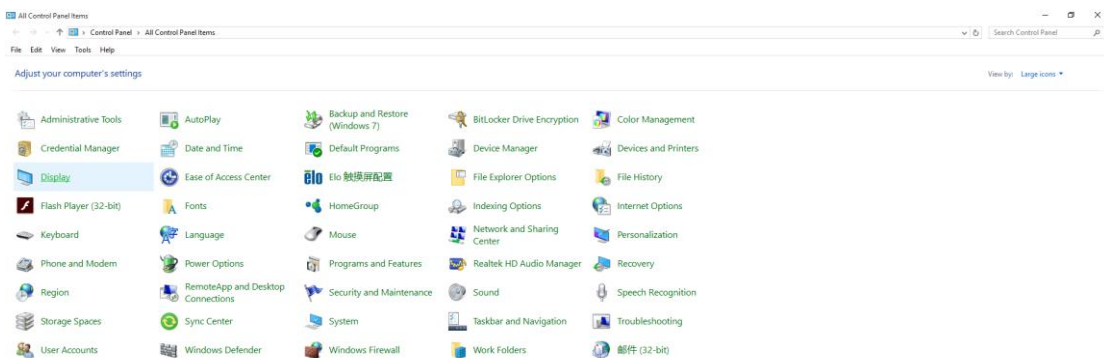 All Control Panel Items
Control Panel > All Control Panel Items
Search Control Panel
File Edit View Tools Help
Adjust your computer's settings
View by: Large icons
Administrative Tools
AutoPlay
Backup and Restore
(Windows 7)
BitLocker Drive Encryption
Color Management
Credential Manager
Date and Time
Default Programs
Device Manager
Devices and Printers
Display
Ease of Access Center
elo Elo 触摸屏配置
File Explorer Options
File History
Flash Player (32-bit)
Fonts
HomeGroup
Indexing Options
Internet Options
Keyboard
Language
Mouse
Network and Sharing
Center
Personalization
Phone and Modem
Power Options
Programs and Features
Realtek HD Audio Manager
Recovery
Region
RemoteApp and Desktop
Connections
Security and Maintenance
Sound
Speech Recognition
Storage Spaces
Sync Center
System
Taskbar and Navigation
Troubleshooting
User Accounts
Windows Defender
Windows Firewall
Work Folders
邮件 (32-bit)